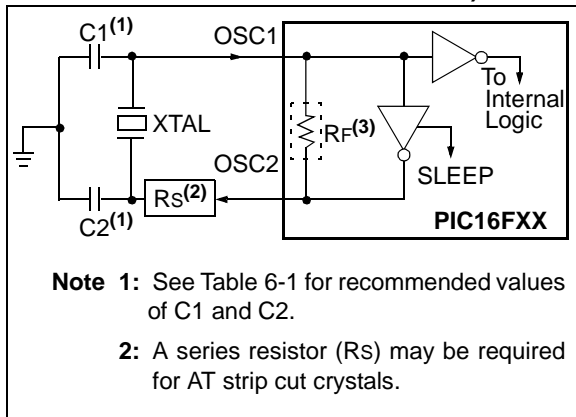 C1(1)
OSC1
To
Internal
Logic
XTAL
RF(3)
OSC2
SLEEP
C2(1)
RS(2)
PIC16FXX
Note 1: See Table 6-1 for recommended values
of C1 and C2.
2: A series resistor (RS) may be required
for AT strip cut crystals.